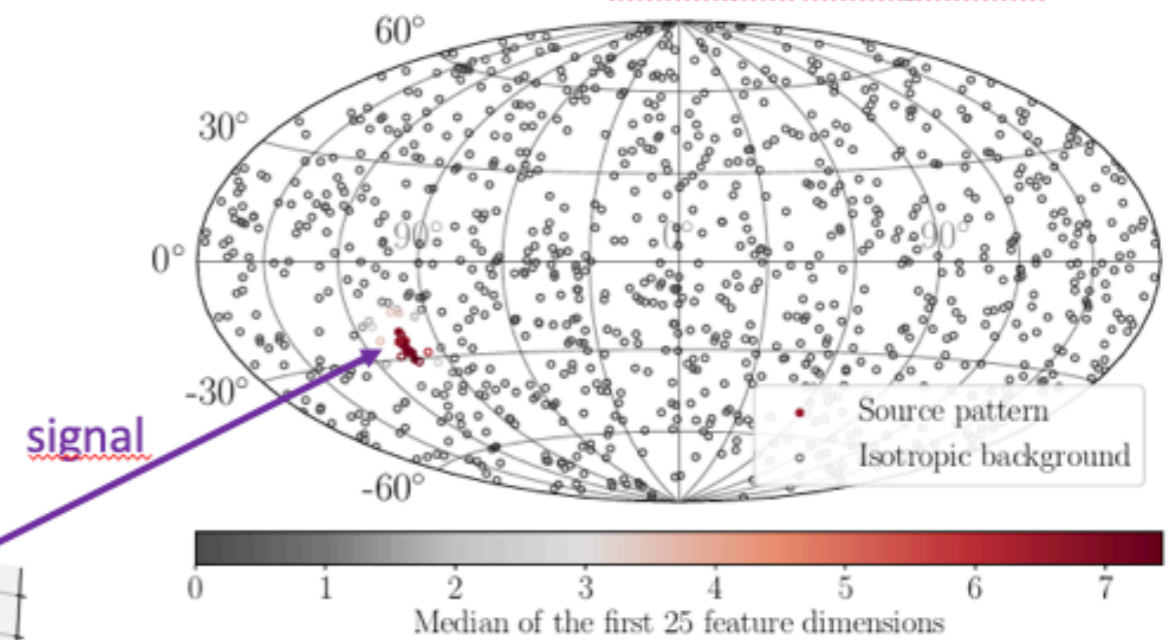 60°
30°
90°
0°
90°
0°
-30°
signal
Source pattern
Isotropic background
-60°
0 1 2 3 4 5 6 7
Median of the first 25 feature dimensions